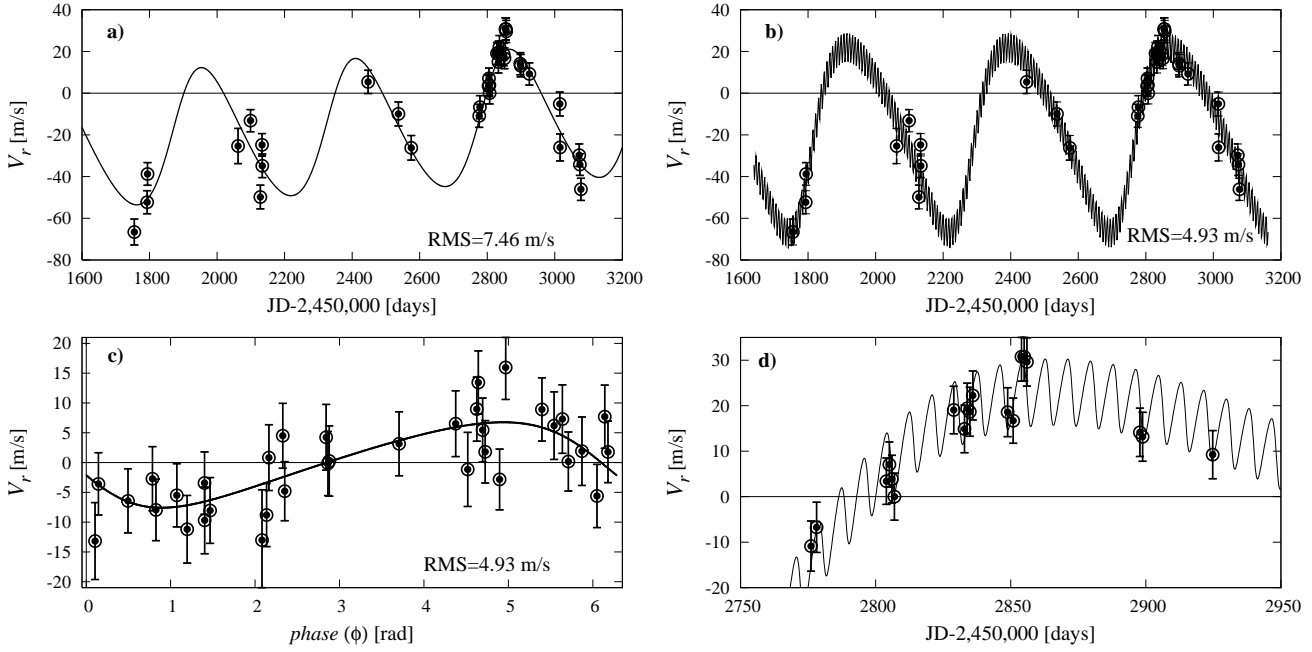 a)
40
20
0
-20
-40
-60
-80
V_r [m/s]
RMS=7.46 m/s
1600 1800 2000 2200 2400 2600 2800 3000 3200
JD-2,450,000 [days]
b)
40
20
0
-20
-40
-60
-80
V_r [m/s]
RMS=4.93 m/s
1600 1800 2000 2200 2400 2600 2800 3000 3200
JD-2,450,000 [days]
c)
20
15
10
5
0
-5
-10
-15
-20
V_r [m/s]
RMS=4.93 m/s
0 1 2 3 4 5 6
phase (ϕ) [rad]
d)
30
20
10
0
-10
-20
V_r [m/s]
2750 2800 2850 2900 2950
JD-2,450,000 [days]